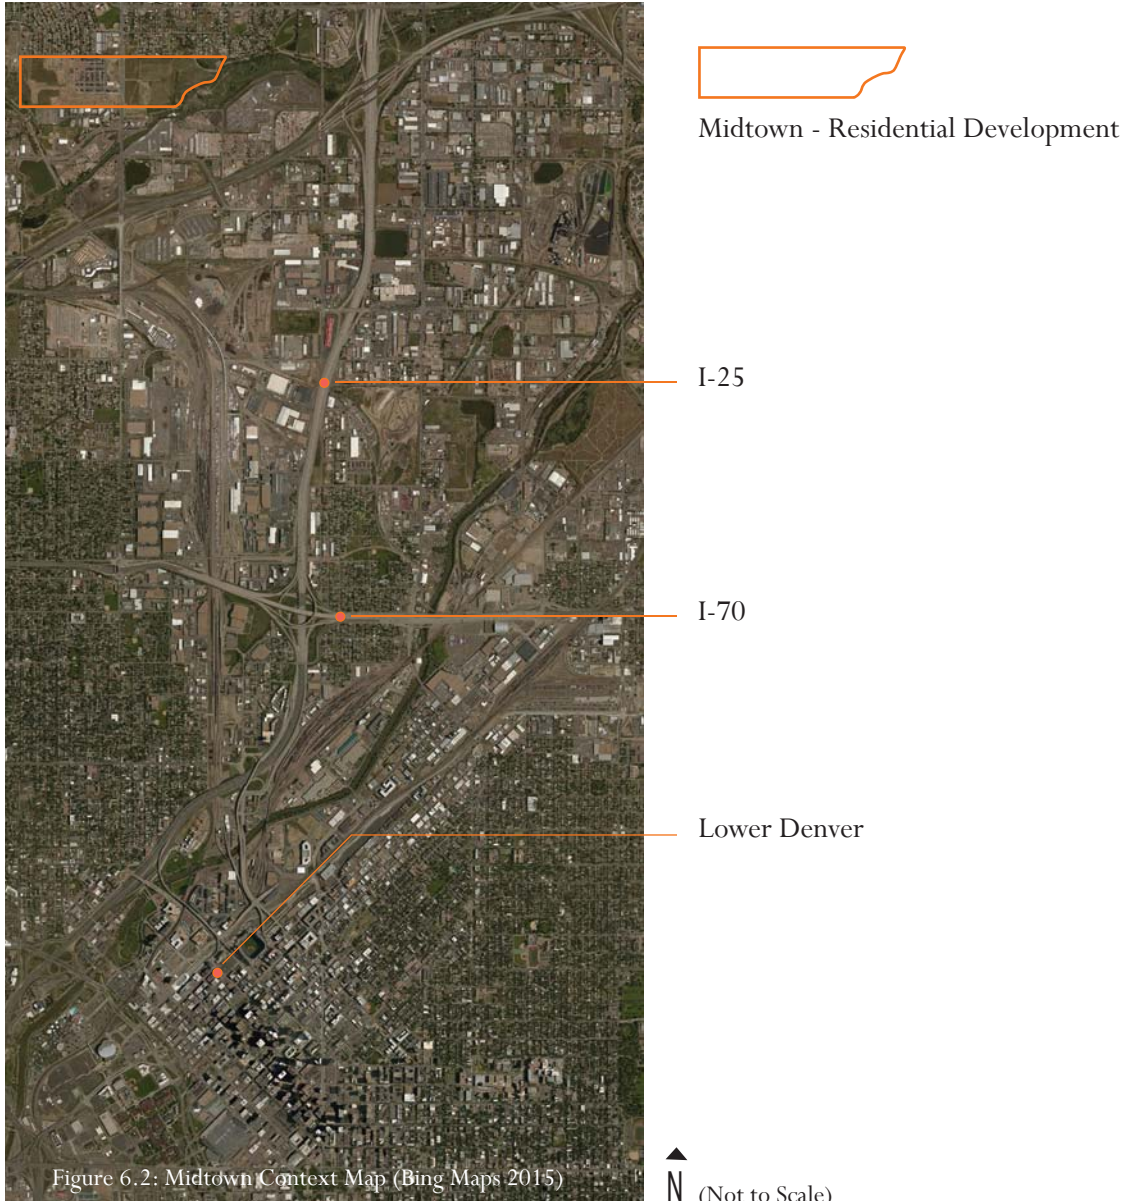 Midtown - Residential Development
I-25
I-70
Lower Denver
Figure 6.2: Midtown Context Map (Bing Maps 2015)
N (Not to Scale)